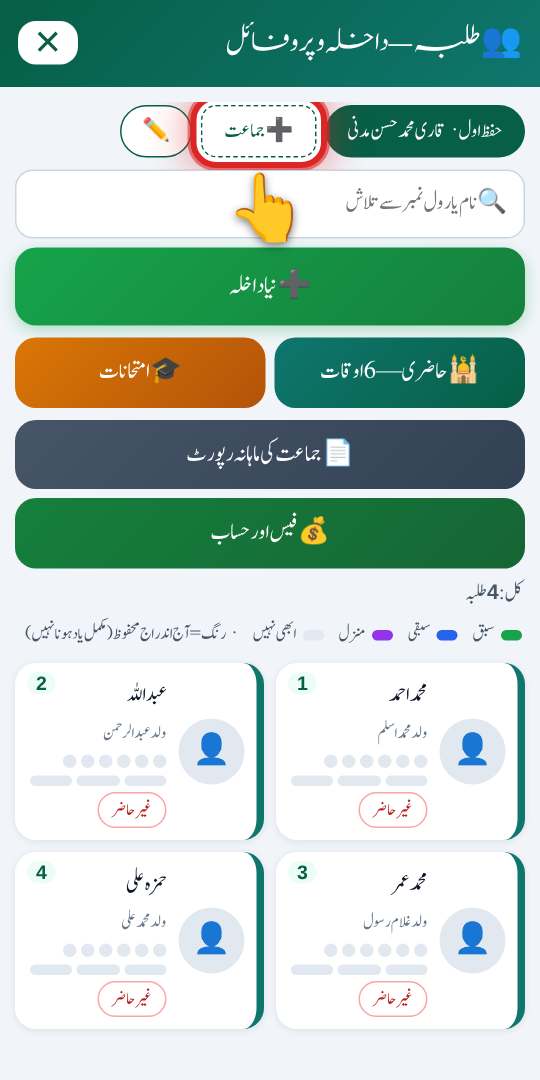 طلبہ — داخلہ و پروفائل
حفظ اول · قاری محمد حسن مدنی
جماعت
نام یا رول نمبر سے تلاش
نیا داخلہ
حاضری — 6 اوقات
امتحانات
جماعت کی ماہانہ رپورٹ
فیس اور حساب
کل: 4 طلبہ
سبق سبقی منزل ابھی نہیں · رنگ = آج اندراج محفوظ (مکمل یاد ہونا نہیں)
1
محمد احمد
ولد محمد اسلم
غیر حاضر
2
عبداللہ
ولد عبدالرحمن
غیر حاضر
3
محمد عمر
ولد غلام رسول
غیر حاضر
4
حمزہ علی
ولد محمد علی
غیر حاضر